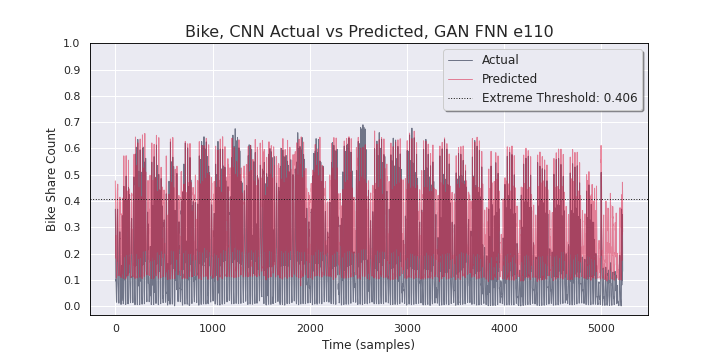 Bike, CNN Actual vs Predicted, GAN FNN e110
1.0
0.9
0.8
0.7
0.6
0.5
0.4
0.3
0.2
0.1
0.0
Bike Share Count
Actual
Predicted
Extreme Threshold: 0.406
0 1000 2000 3000 4000 5000
Time (samples)